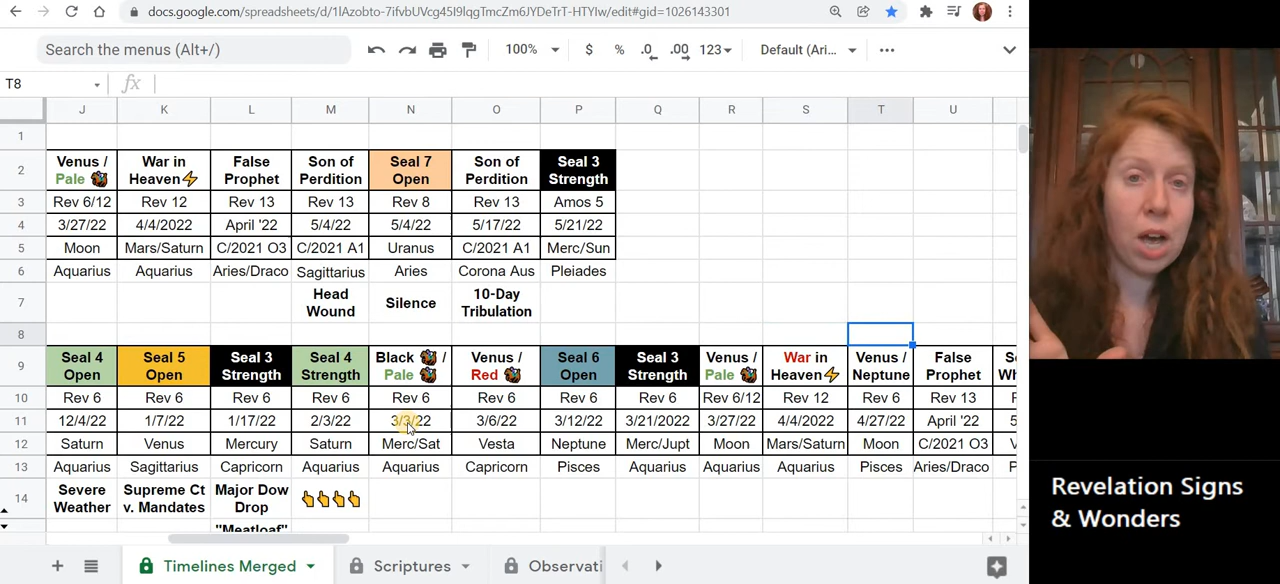 docs.google.com/spreadsheets/d/1lAzobto-7ifvbUVcg45I9lqgTmcZm6JYDeTrT-HTYIw/edit#gid=1026143301
Search the menus (Alt+/)
100% $ % .0 .00 123 Default (Ari...
T8 fx
J K L M N O P Q R S T U
1
2 Venus / Pale War in Heaven⚡ False Prophet Son of Perdition Seal 7 Open Son of Perdition Seal 3 Strength
3 Rev 6/12 Rev 12 Rev 13 Rev 13 Rev 8 Rev 13 Amos 5
4 3/27/22 4/4/2022 April '22 5/4/22 5/4/22 5/17/22 5/21/22
5 Moon Mars/Saturn C/2021 O3 C/2021 A1 Uranus C/2021 A1 Merc/Sun
6 Aquarius Aquarius Aries/Draco Sagittarius Aries Corona Aus Pleiades
7 Head Wound Silence 10-Day Tribulation
8
9 Seal 4 Open Seal 5 Open Seal 3 Strength Seal 4 Strength Black / Pale Venus / Red Seal 6 Open Seal 3 Strength Venus / Pale War in Heaven⚡ Venus / Neptune False Prophet
10 Rev 6 Rev 6 Rev 6 Rev 6 Rev 6 Rev 6 Rev 6 Rev 6 Rev 6/12 Rev 12 Rev 6 Rev 13
11 12/4/22 1/7/22 1/17/22 2/3/22 3/3/22 3/6/22 3/12/22 3/21/2022 3/27/22 4/4/2022 4/27/22 April '22
12 Saturn Venus Mercury Saturn Merc/Sat Vesta Neptune Merc/Jupt Moon Mars/Saturn Moon C/2021 O3
13 Aquarius Sagittarius Capricorn Aquarius Aquarius Capricorn Pisces Aquarius Aquarius Aquarius Pisces Aries/Draco
14 Severe Weather Supreme Ct v. Mandates Major Dow Drop 👆👆👆👆
"Meatloaf"
Timelines Merged Scriptures Observati
Revelation Signs
& Wonders